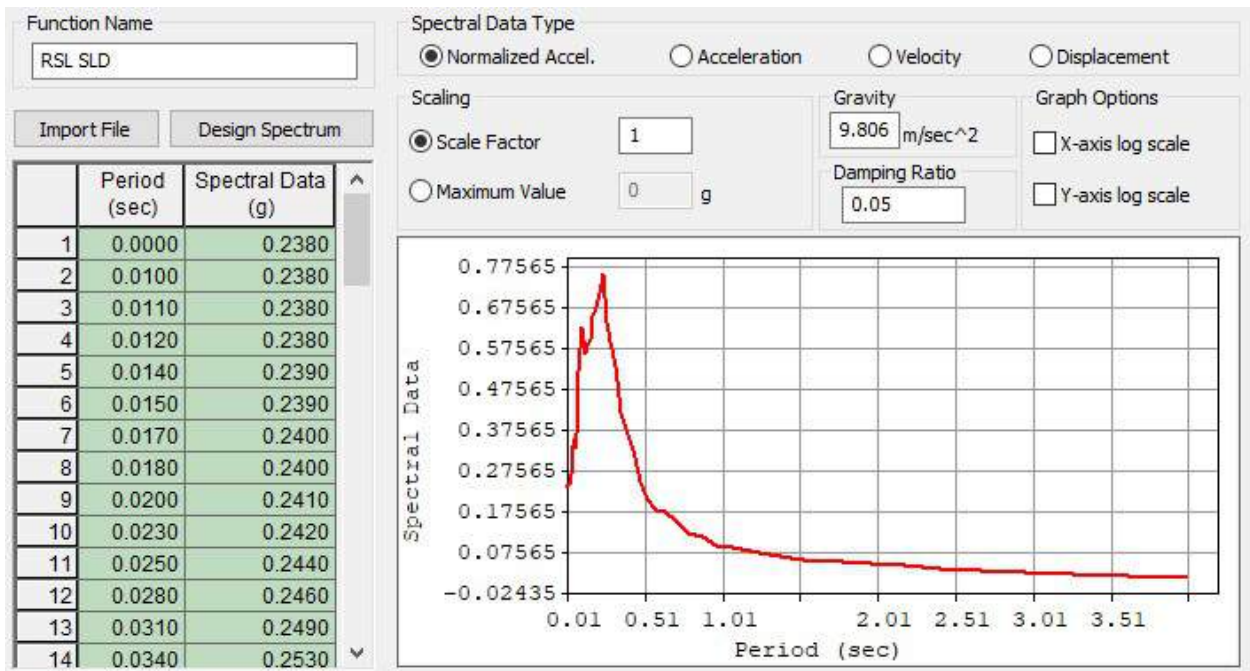 Function Name
RSL SLD
Import File
Design Spectrum
Period (sec) Spectral Data (g)
1 0.0000 0.2380
2 0.0100 0.2380
3 0.0110 0.2380
4 0.0120 0.2380
5 0.0140 0.2390
6 0.0150 0.2390
7 0.0170 0.2400
8 0.0180 0.2400
9 0.0200 0.2410
10 0.0230 0.2420
11 0.0250 0.2440
12 0.0280 0.2460
13 0.0310 0.2490
14 0.0340 0.2530
Spectral Data Type
Normalized Accel. Acceleration Velocity Displacement
Scaling
Scale Factor 1
Maximum Value 0 g
Gravity
9.806 m/sec^2
Damping Ratio
0.05
Graph Options
X-axis log scale
Y-axis log scale
Spectral Data
0.77565
0.67565
0.57565
0.47565
0.37565
0.27565
0.17565
0.07565
-0.02435
0.01 0.51 1.01 2.01 2.51 3.01 3.51
Period (sec)